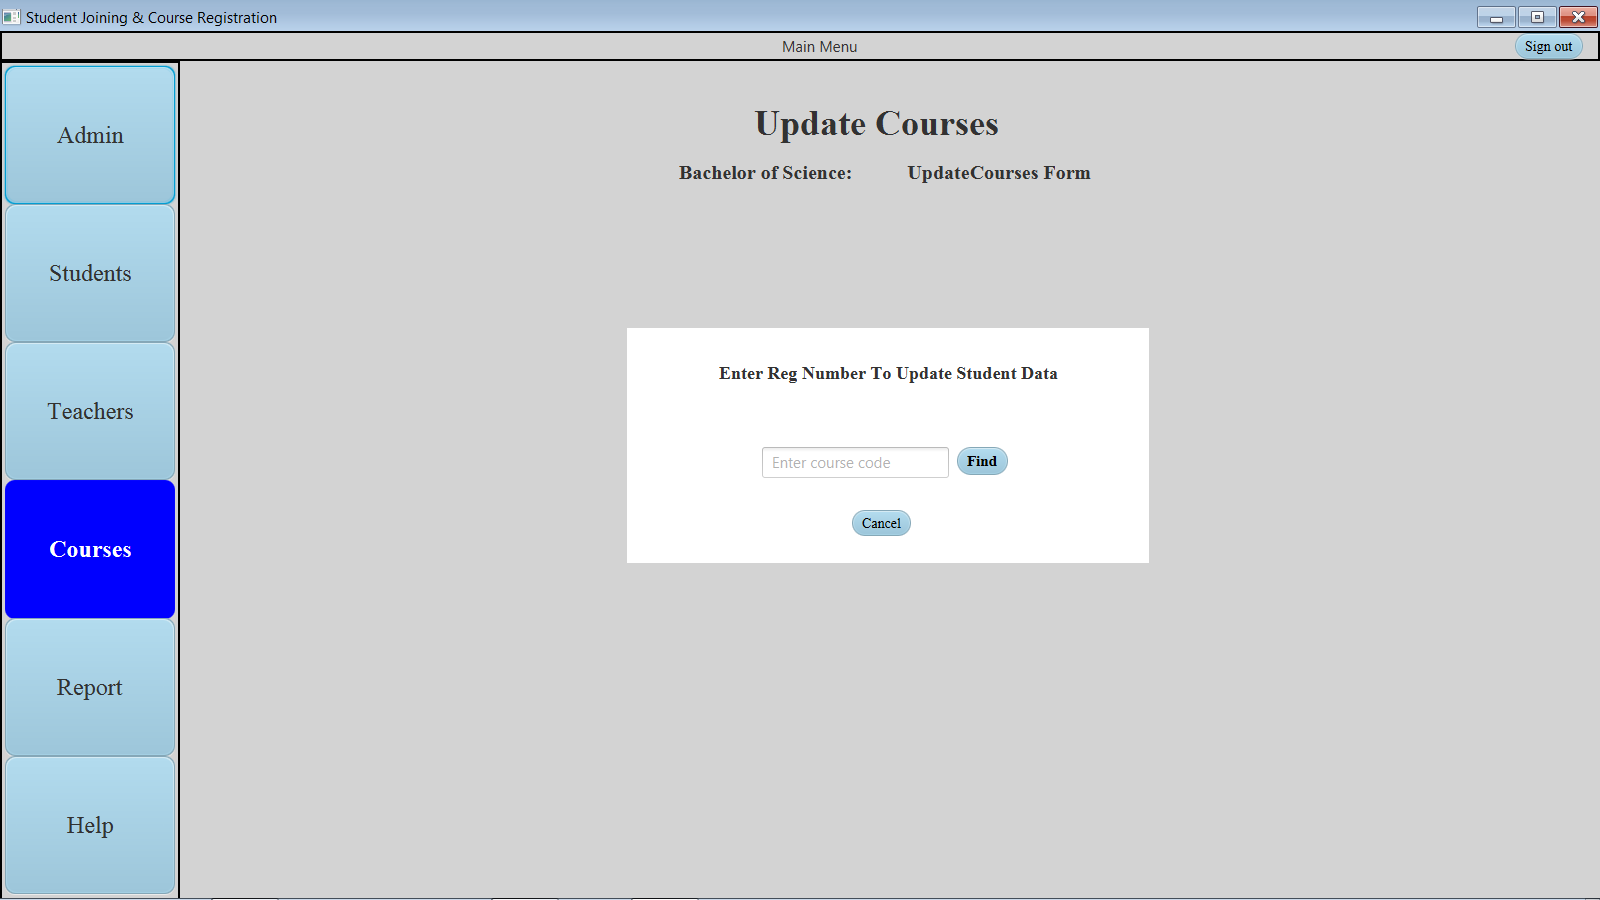 Student Joining & Course Registration
Main Menu
Sign out
Admin
Students
Teachers
Courses
Report
Help
Update Courses
Bachelor of Science: UpdateCourses Form
Enter Reg Number To Update Student Data
Enter course code Find
Cancel